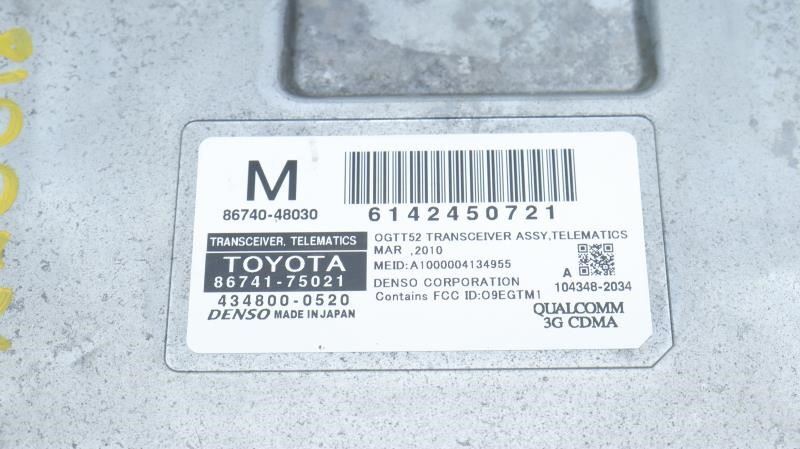 M
86740-48030
6142450721
TRANSCEIVER, TELEMATICS
TOYOTA
86741-75021
434800-0520
DENSO MADE IN JAPAN
OGTT52 TRANSCEIVER ASSY,TELEMATICS
MAR ,2010
MEID:A1000004134955
DENSO CORPORATION
Contains FCC ID:O9EGTM1
A
104348-2034
QUALCOMM
3G CDMA